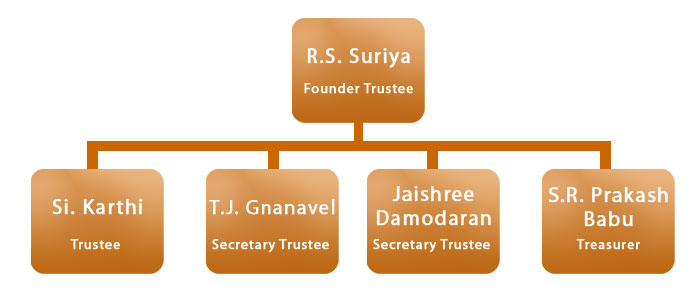 R.S. Suriya
Founder Trustee
Si. Karthi
Trustee
T.J. Gnanavel
Secretary Trustee
Jaishree
Damodaran
Secretary Trustee
S.R. Prakash
Babu
Treasurer